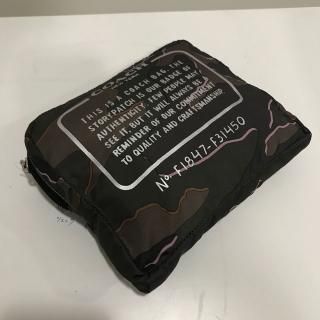 COACH
THIS IS A COACH BAG. THE
STORYPATCH IS OUR BADGE OF
AUTHENTICITY. FEW PEOPLE MAY
SEE IT, BUT IT WILL ALWAYS BE
REMINDER OF OUR COMMITMENT
TO QUALITY AND CRAFTSMANSHIP.
No. F1847-F31450